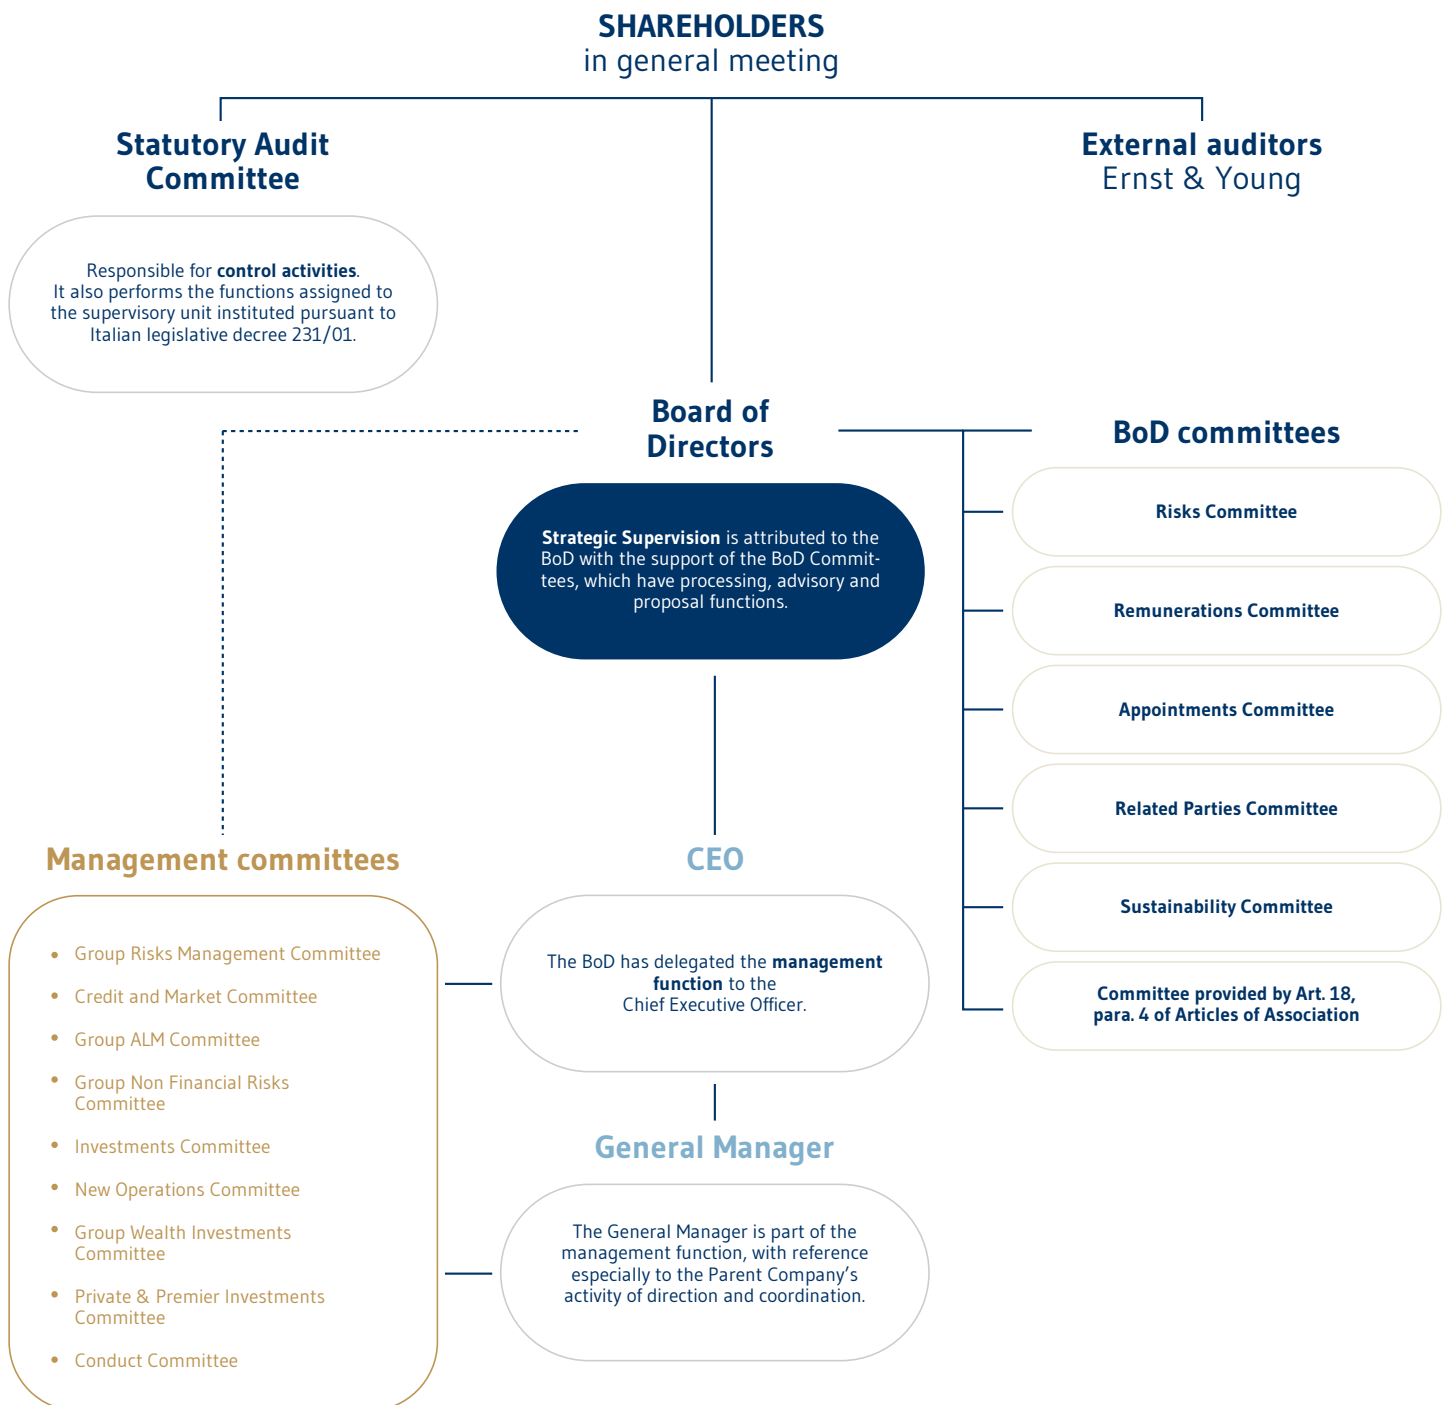 SHAREHOLDERS
in general meeting
Statutory Audit
Committee
External auditors
Ernst & Young
Responsible for control activities.
It also performs the functions assigned to
the supervisory unit instituted pursuant to
Italian legislative decree 231/01.
Board of
Directors
Strategic Supervision is attributed to the
BoD with the support of the BoD Commit-
tees, which have processing, advisory and
proposal functions.
BoD committees
Risks Committee
Remunerations Committee
Appointments Committee
Related Parties Committee
Sustainability Committee
Committee provided by Art. 18,
para. 4 of Articles of Association
Management committees
• Group Risks Management Committee
• Credit and Market Committee
• Group ALM Committee
• Group Non Financial Risks
Committee
• Investments Committee
• New Operations Committee
• Group Wealth Investments
Committee
• Private & Premier Investments
Committee
• Conduct Committee
CEO
The BoD has delegated the management
function to the
Chief Executive Officer.
General Manager
The General Manager is part of the
management function, with reference
especially to the Parent Company’s
activity of direction and coordination.